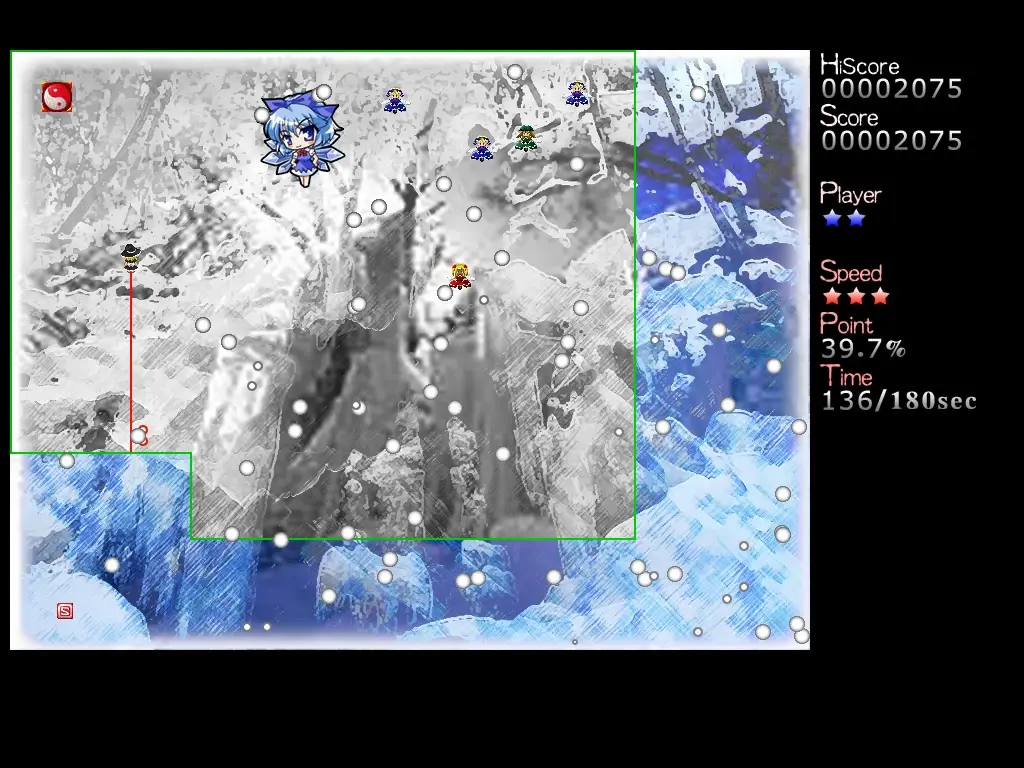 HiScore
00002075
Score
00002075
Player
Speed
Point
39.7%
Time
136/180sec
S